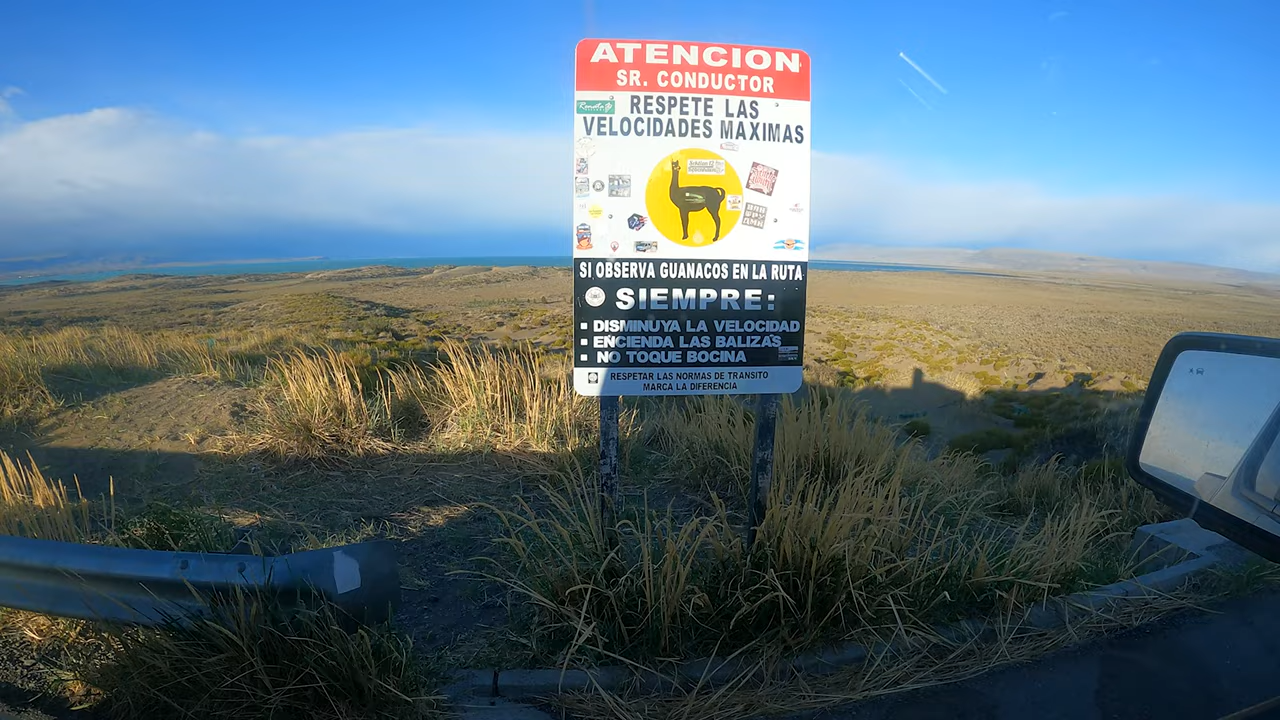 ATENCION
SR. CONDUCTOR
RESPETE LAS
VELOCIDADES MAXIMAS
SI OBSERVA GUANACOS EN LA RUTA
SIEMPRE:
DISMINUYA LA VELOCIDAD
ENCIENDA LAS BALIZAS
NO TOQUE BOCINA
RESPETAR LAS NORMAS DE TRANSITO
MARCA LA DIFERENCIA